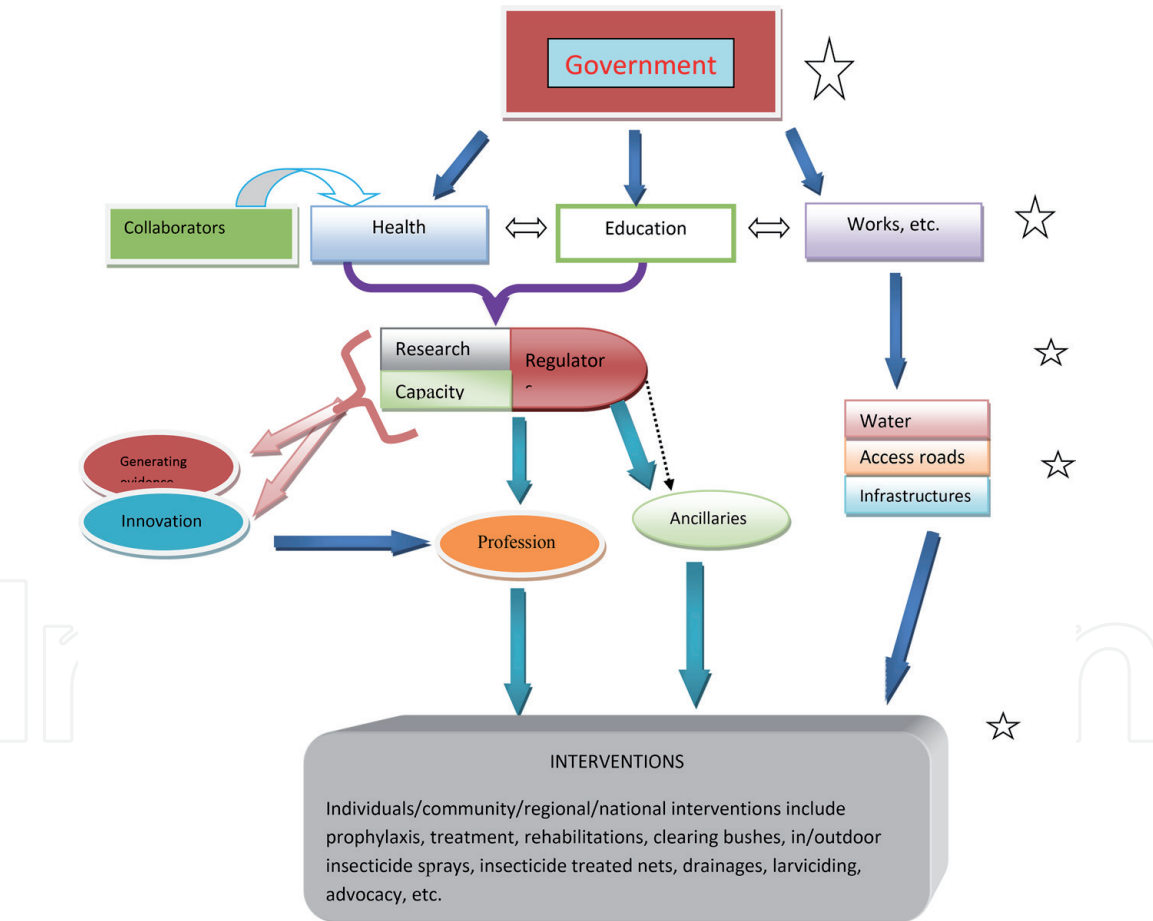 Government
Collaborators
Health
Education
Works, etc.
Research
Regulator
Capacity
Water
Access roads
Infrastructures
Generating
Innovation
Profession
Ancillaries
INTERVENTIONS
Individuals/community/regional/national interventions include
prophylaxis, treatment, rehabilitations, clearing bushes, in/outdoor
insecticide sprays, insecticide treated nets, drainages, larviciding,
advocacy, etc.